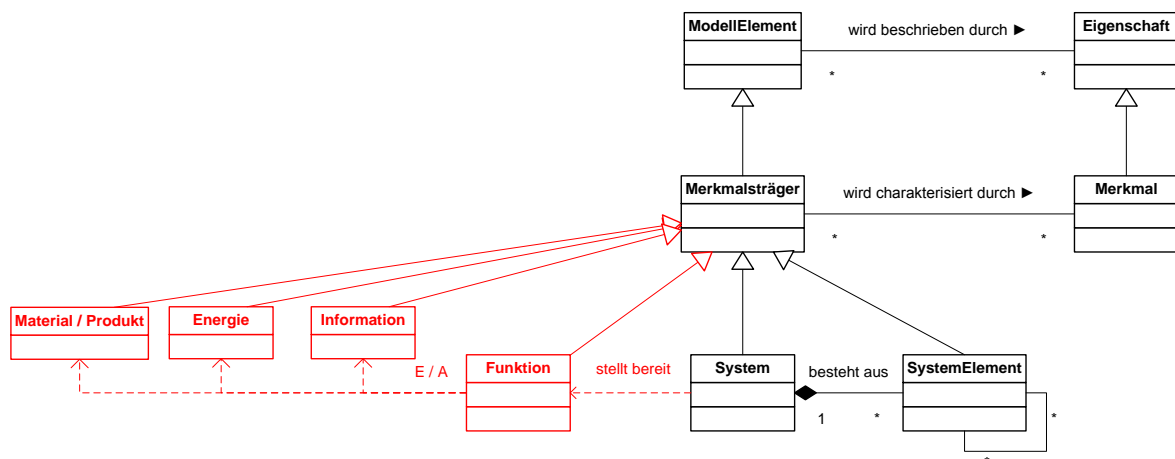 ModellElement
wird beschrieben durch ►
Eigenschaft
*
*
Merkmalsträger
wird charakterisiert durch ►
Merkmal
*
*
Material / Produkt
Energie
Information
E / A
Funktion
stellt bereit
System
besteht aus
SystemElement
1
*
*
*